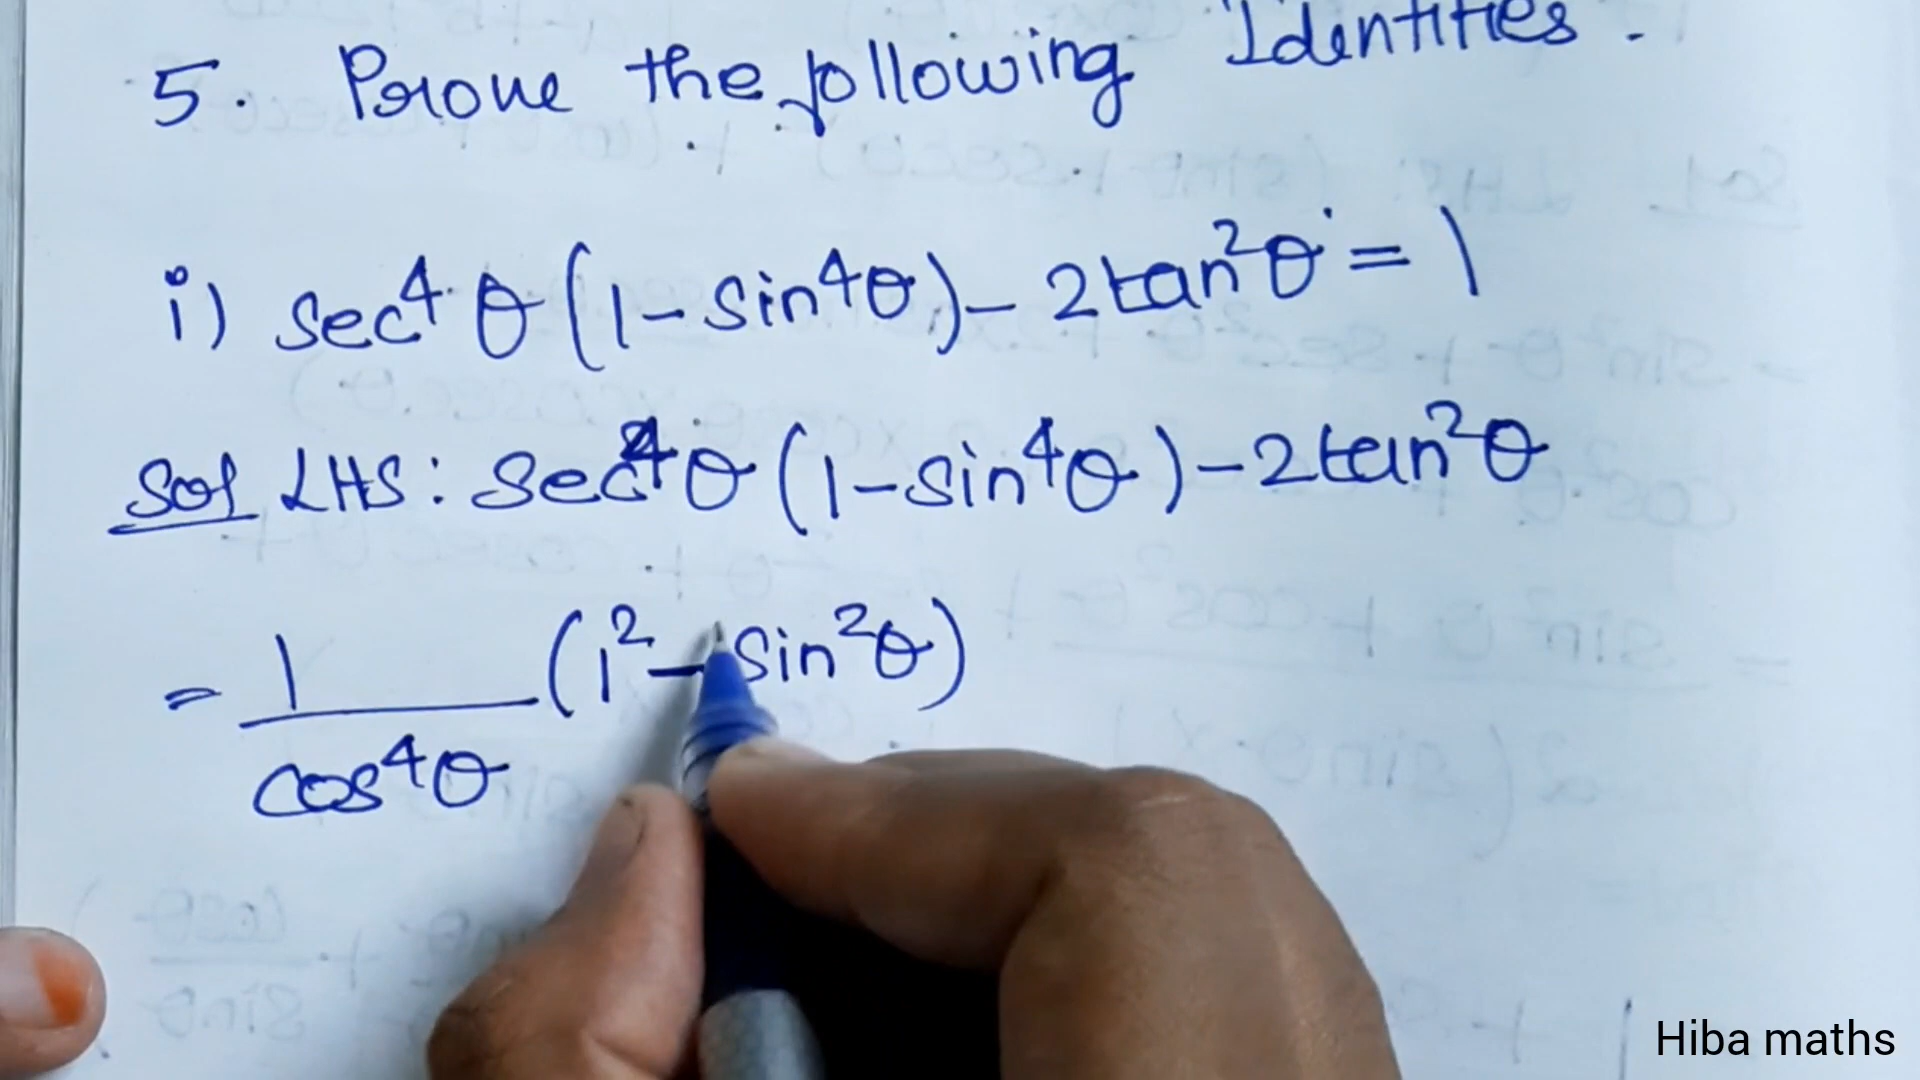 5. Prove the following Identities.
i) sec⁴θ(1-sin⁴θ)-2tan²θ=1
Sol LHS: sec⁴θ(1-sin⁴θ)-2tan²θ
= 1/cos⁴θ (1²-sin²θ)
Hiba maths